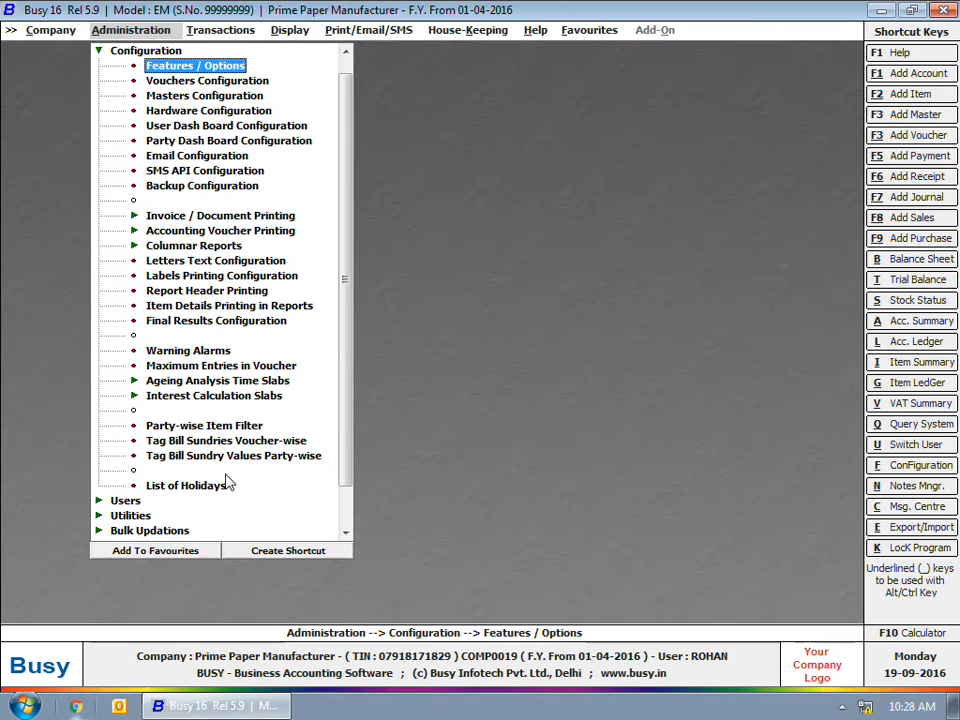 Busy 16 Rel 5.9 | Model : EM (S.No. 99999999) | Prime Paper Manufacturer - F.Y. From 01-04-2016
>> Company Administration Transactions Display Print/Email/SMS House-Keeping Help Favourites Add-On
Configuration
Features / Options
Vouchers Configuration
Masters Configuration
Hardware Configuration
User Dash Board Configuration
Party Dash Board Configuration
Email Configuration
SMS API Configuration
Backup Configuration
Invoice / Document Printing
Accounting Voucher Printing
Columnar Reports
Letters Text Configuration
Labels Printing Configuration
Report Header Printing
Item Details Printing in Reports
Final Results Configuration
Warning Alarms
Maximum Entries in Voucher
Ageing Analysis Time Slabs
Interest Calculation Slabs
Party-wise Item Filter
Tag Bill Sundries Voucher-wise
Tag Bill Sundry Values Party-wise
List of Holidays
Users
Utilities
Bulk Updations
Add To Favourites Create Shortcut
Shortcut Keys
F1 Help
F1 Add Account
F2 Add Item
F3 Add Master
F3 Add Voucher
F5 Add Payment
F6 Add Receipt
F7 Add Journal
F8 Add Sales
F9 Add Purchase
B Balance Sheet
T Trial Balance
S Stock Status
A Acc. Summary
L Acc. Ledger
I Item Summary
G Item LedGer
V VAT Summary
Q Query System
U Switch User
F ConFiguration
N Notes Mngr.
C Msg. Centre
E Export/Import
K LocK Program
Underlined (_) keys
to be used with
Alt/Ctrl Key
F10 Calculator
Administration --> Configuration --> Features / Options
Busy
Company : Prime Paper Manufacturer - ( TIN : 07918171829 ) COMP0019 ( F.Y. From 01-04-2016 ) - User : ROHAN
BUSY - Business Accounting Software ; (c) Busy Infotech Pvt. Ltd., Delhi ; www.busy.in
Your
Company
Logo
Monday
19-09-2016
Busy 16 Rel 5.9 | M...
10:28 AM